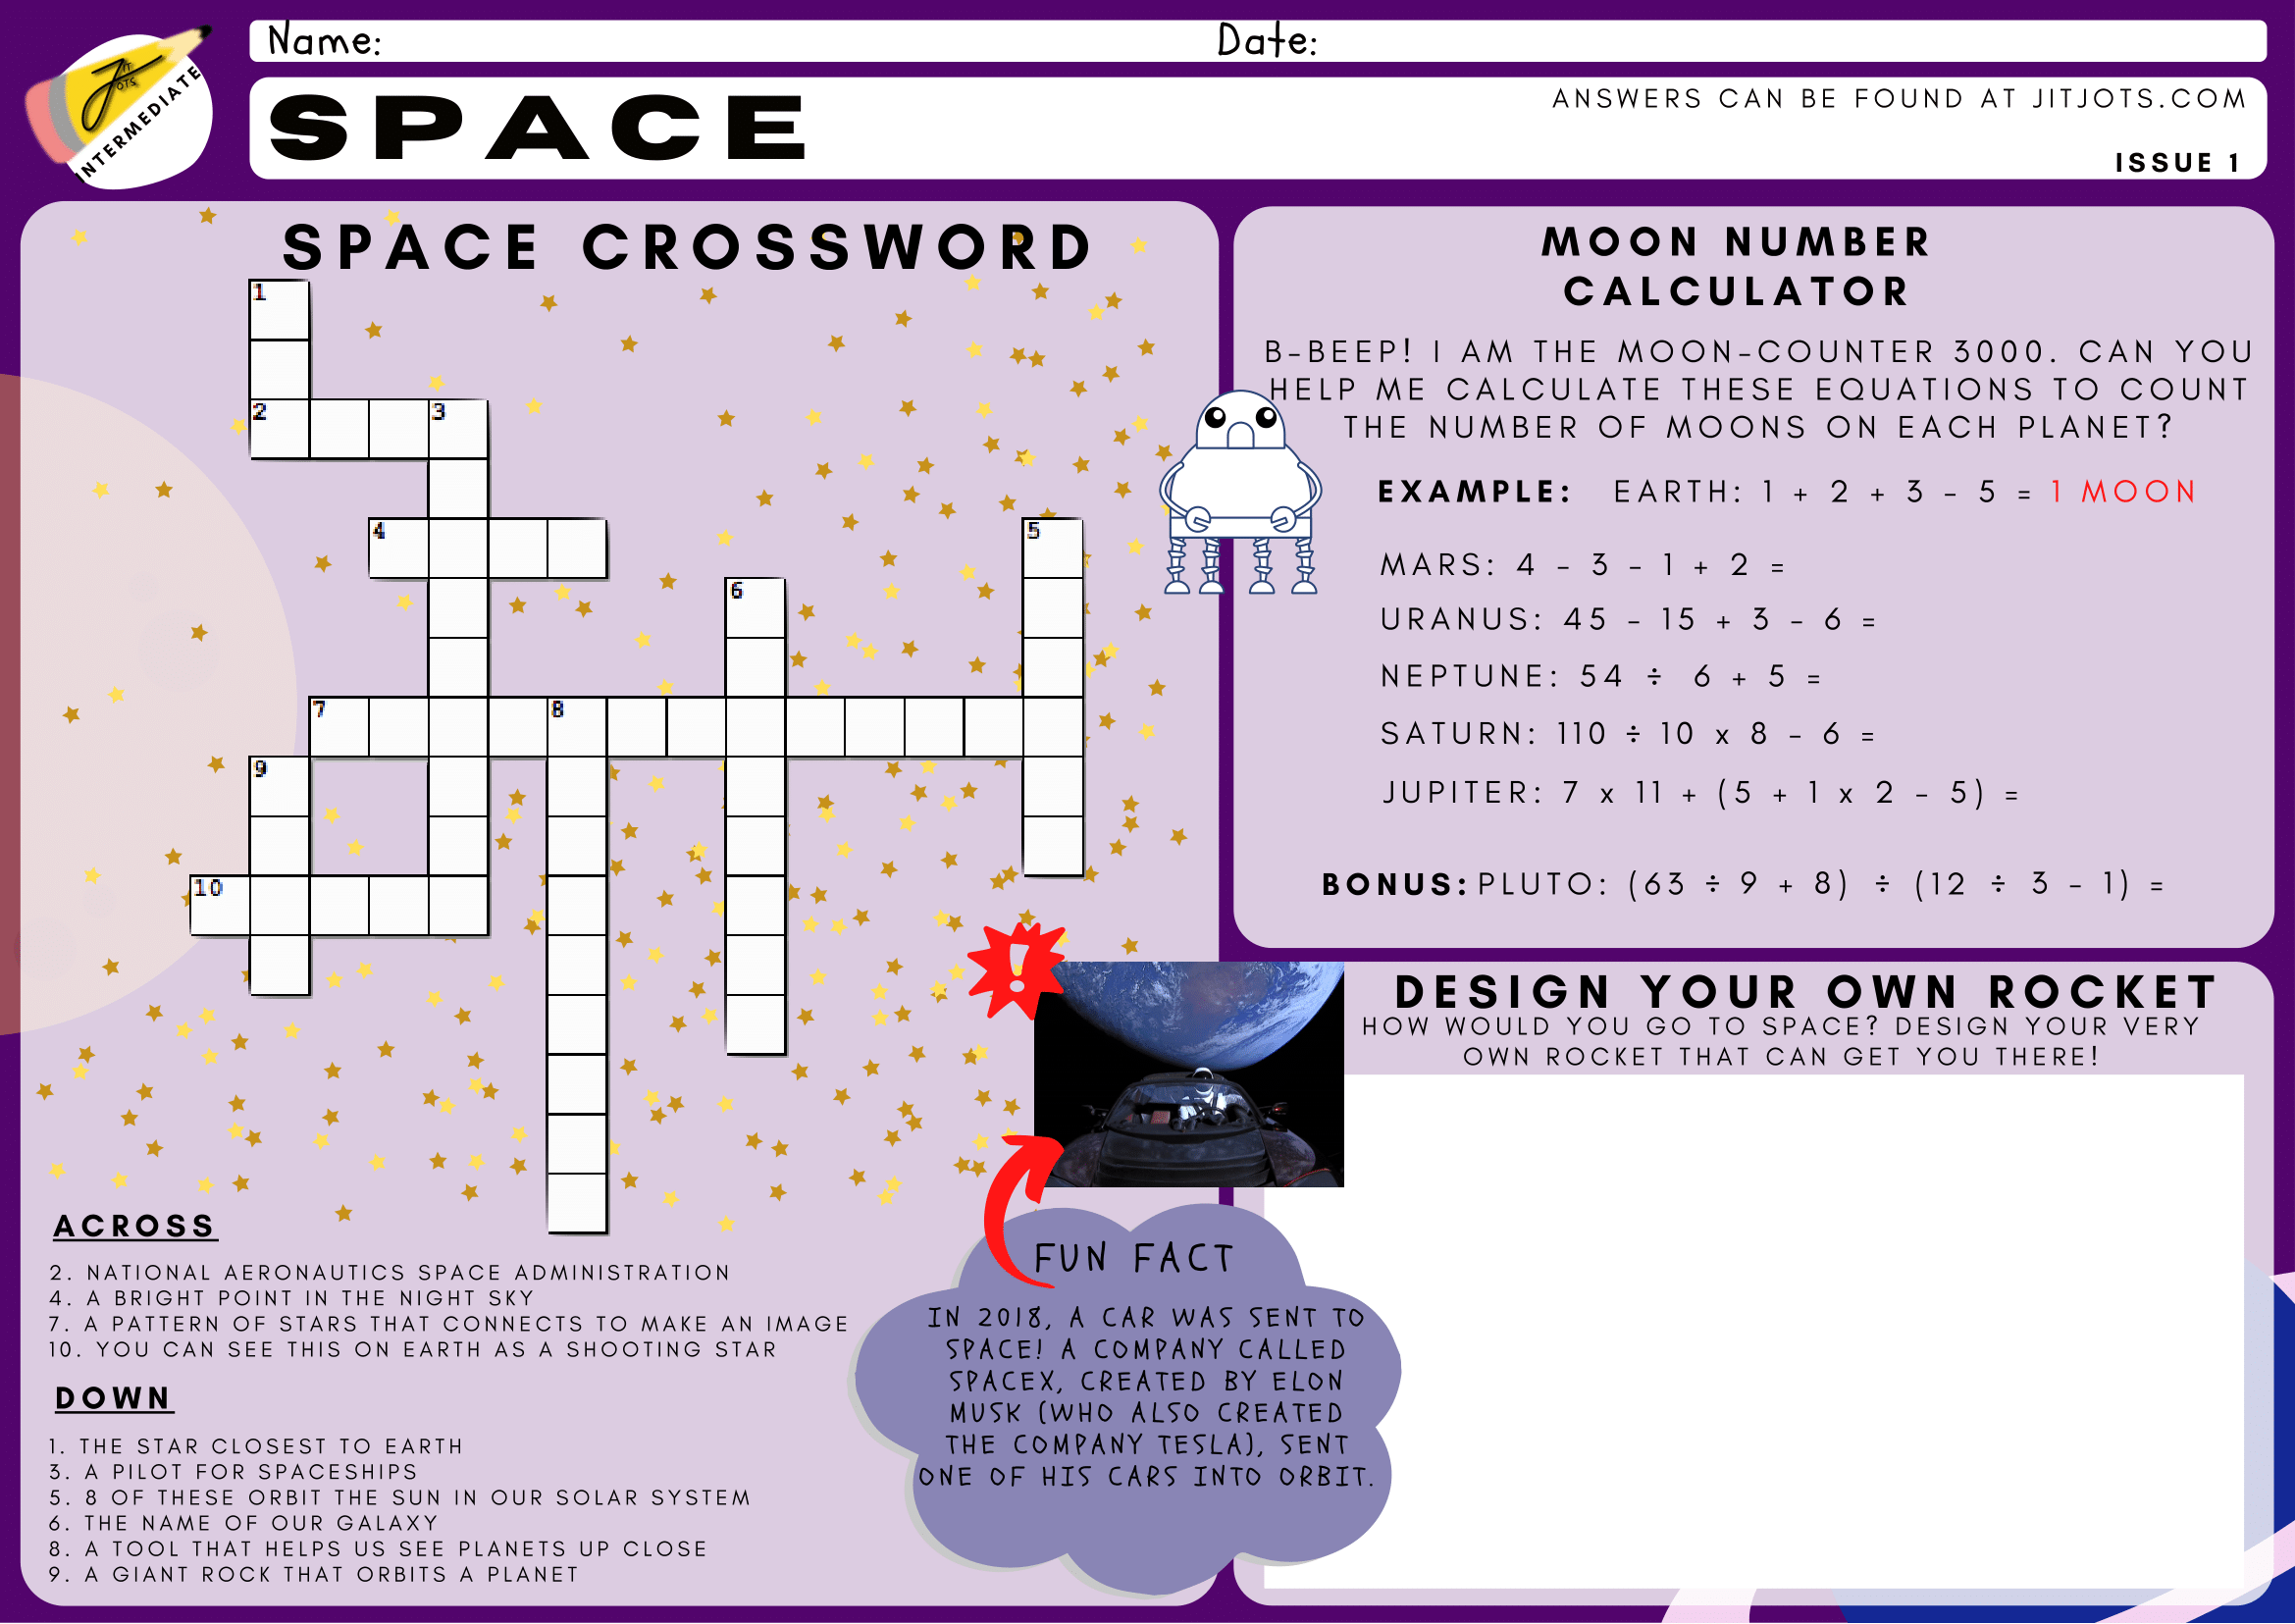 Name:
Date:
JIT
JOTS
INTERMEDIATE
SPACE
ANSWERS CAN BE FOUND AT JITJOTS.COM
ISSUE 1
SPACE CROSSWORD
1
2
3
4
5
6
7
8
9
10
ACROSS
2. NATIONAL AERONAUTICS SPACE ADMINISTRATION
4. A BRIGHT POINT IN THE NIGHT SKY
7. A PATTERN OF STARS THAT CONNECTS TO MAKE AN IMAGE
10. YOU CAN SEE THIS ON EARTH AS A SHOOTING STAR
DOWN
1. THE STAR CLOSEST TO EARTH
3. A PILOT FOR SPACESHIPS
5. 8 OF THESE ORBIT THE SUN IN OUR SOLAR SYSTEM
6. THE NAME OF OUR GALAXY
8. A TOOL THAT HELPS US SEE PLANETS UP CLOSE
9. A GIANT ROCK THAT ORBITS A PLANET
!
FUN FACT
IN 2018, A CAR WAS SENT TO
SPACE! A COMPANY CALLED
SPACEX, CREATED BY ELON
MUSK (WHO ALSO CREATED
THE COMPANY TESLA), SENT
ONE OF HIS CARS INTO ORBIT.
MOON NUMBER
CALCULATOR
B-BEEP! I AM THE MOON-COUNTER 3000. CAN YOU
HELP ME CALCULATE THESE EQUATIONS TO COUNT
THE NUMBER OF MOONS ON EACH PLANET?
EXAMPLE: EARTH: 1 + 2 + 3 - 5 = 1 MOON
MARS: 4 - 3 - 1 + 2 =
URANUS: 45 - 15 + 3 - 6 =
NEPTUNE: 54 ÷ 6 + 5 =
SATURN: 110 ÷ 10 x 8 - 6 =
JUPITER: 7 x 11 + (5 + 1 x 2 - 5) =
BONUS: PLUTO: (63 ÷ 9 + 8) ÷ (12 ÷ 3 - 1) =
DESIGN YOUR OWN ROCKET
HOW WOULD YOU GO TO SPACE? DESIGN YOUR VERY
OWN ROCKET THAT CAN GET YOU THERE!